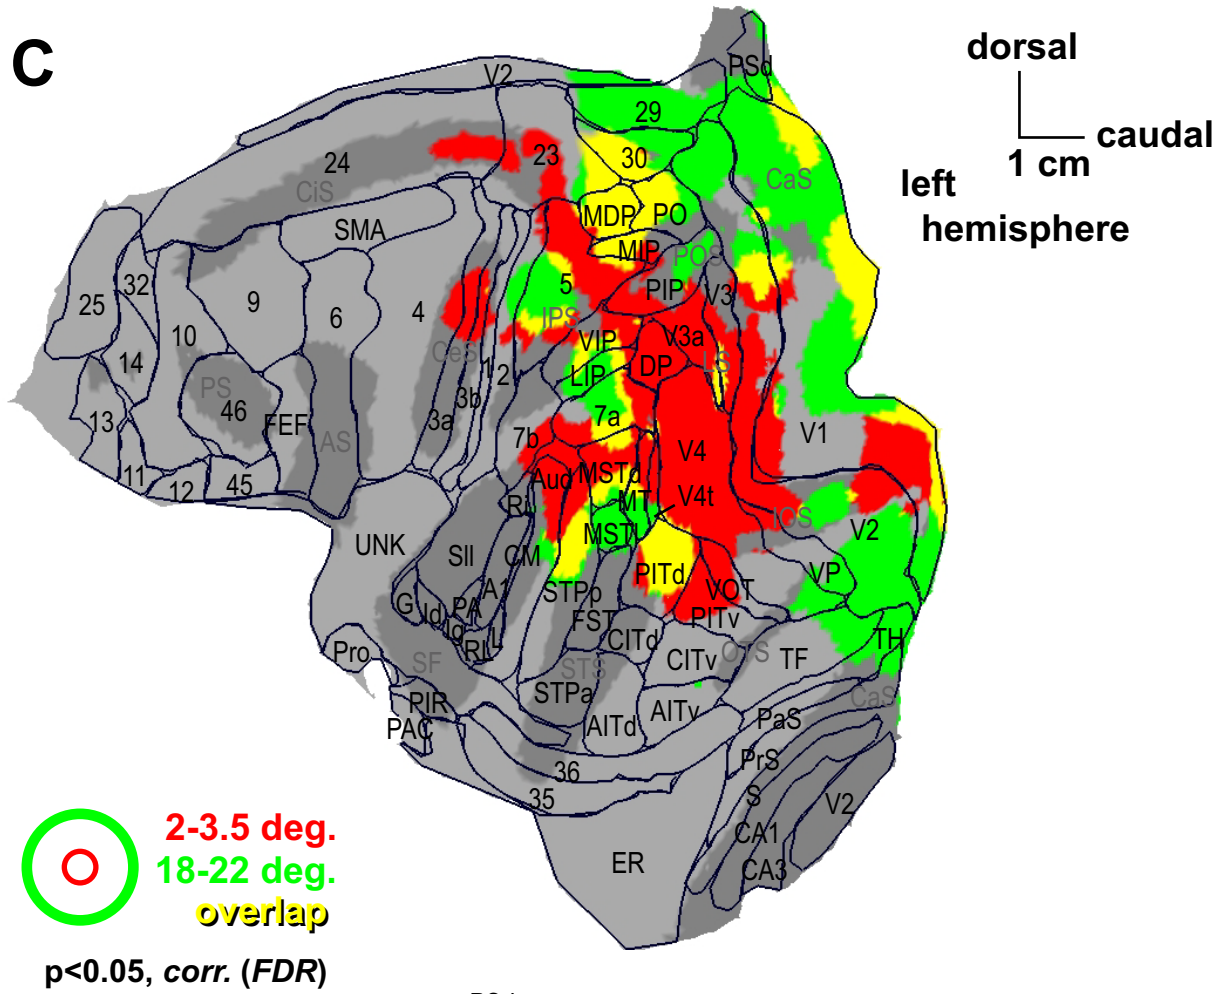 C
dorsal
caudal
1 cm
left
hemisphere
PSd
V2
29
24
23
30
CaS
CiS
MDP
PO
SMA
MIP
POS
32
25
9
6
4
5
PIP
V3
10
IPS
VIP
V3a
14
CeS
1
2
LIP
DP
LS
PS
46
3b
7a
13
FEF
3a
AS
7b
V4
V1
11
12
45
Aud
MSTd
V4t
RL
MT
IOS
MSTl
V2
UNK
SII
CM
PITd
VP
G
Id
PA
A1
STPp
VOT
Ig
FST
PITv
Pro
SF
RL
L
CITd
CITv
OTS
TF
TH
STS
PIR
STPa
CaS
PAC
AITd
AITv
PaS
36
PrS
35
S
V2
CA1
ER
CA3
2-3.5 deg.
18-22 deg.
overlap
p<0.05, corr. (FDR)